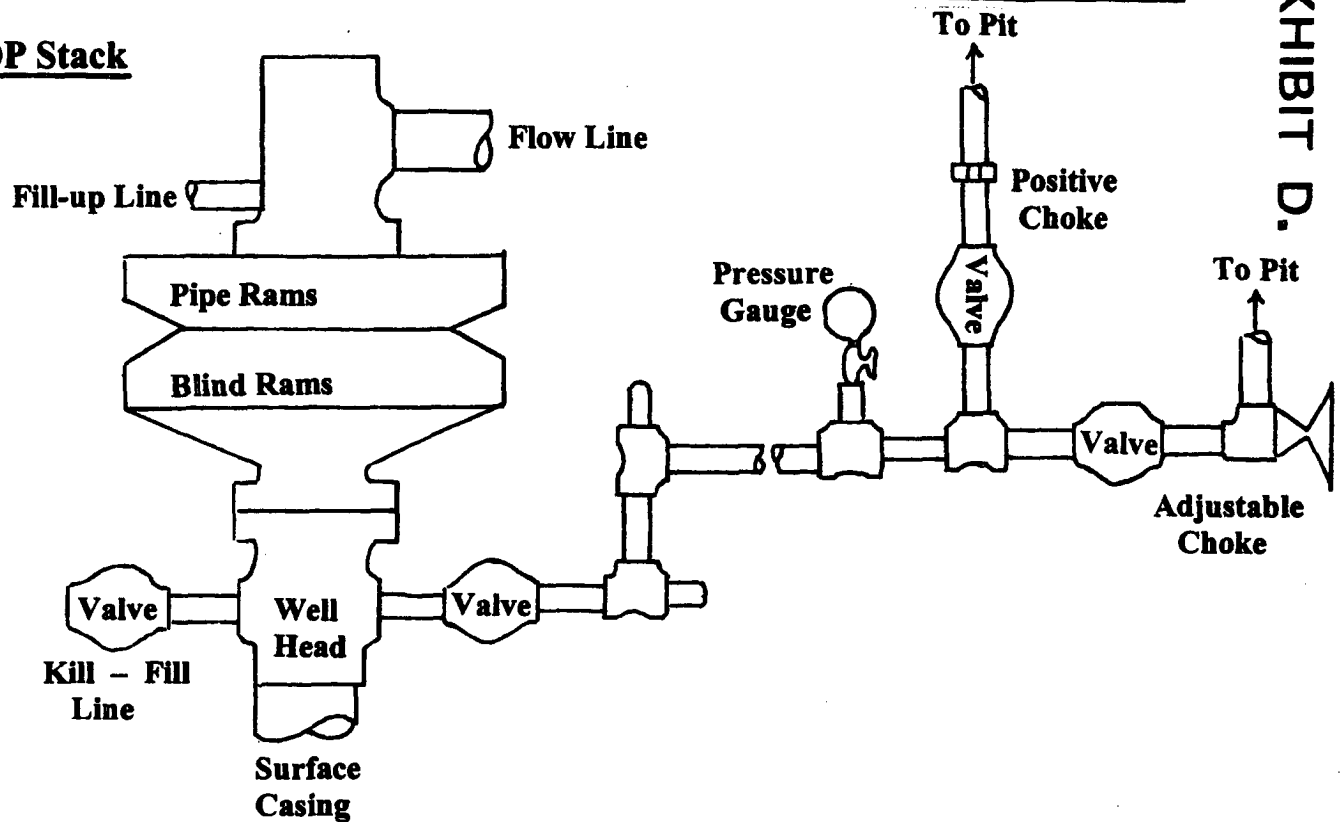 To Pit
Stack
Flow Line
Fill-up Line
Positive
Choke
D.
Pressure
Gauge
Valve
To Pit
Pipe Rams
Blind Rams
Valve
Adjustable
Choke
Valve
Well
Head
Valve
Kill – Fill
Line
Surface
Casing